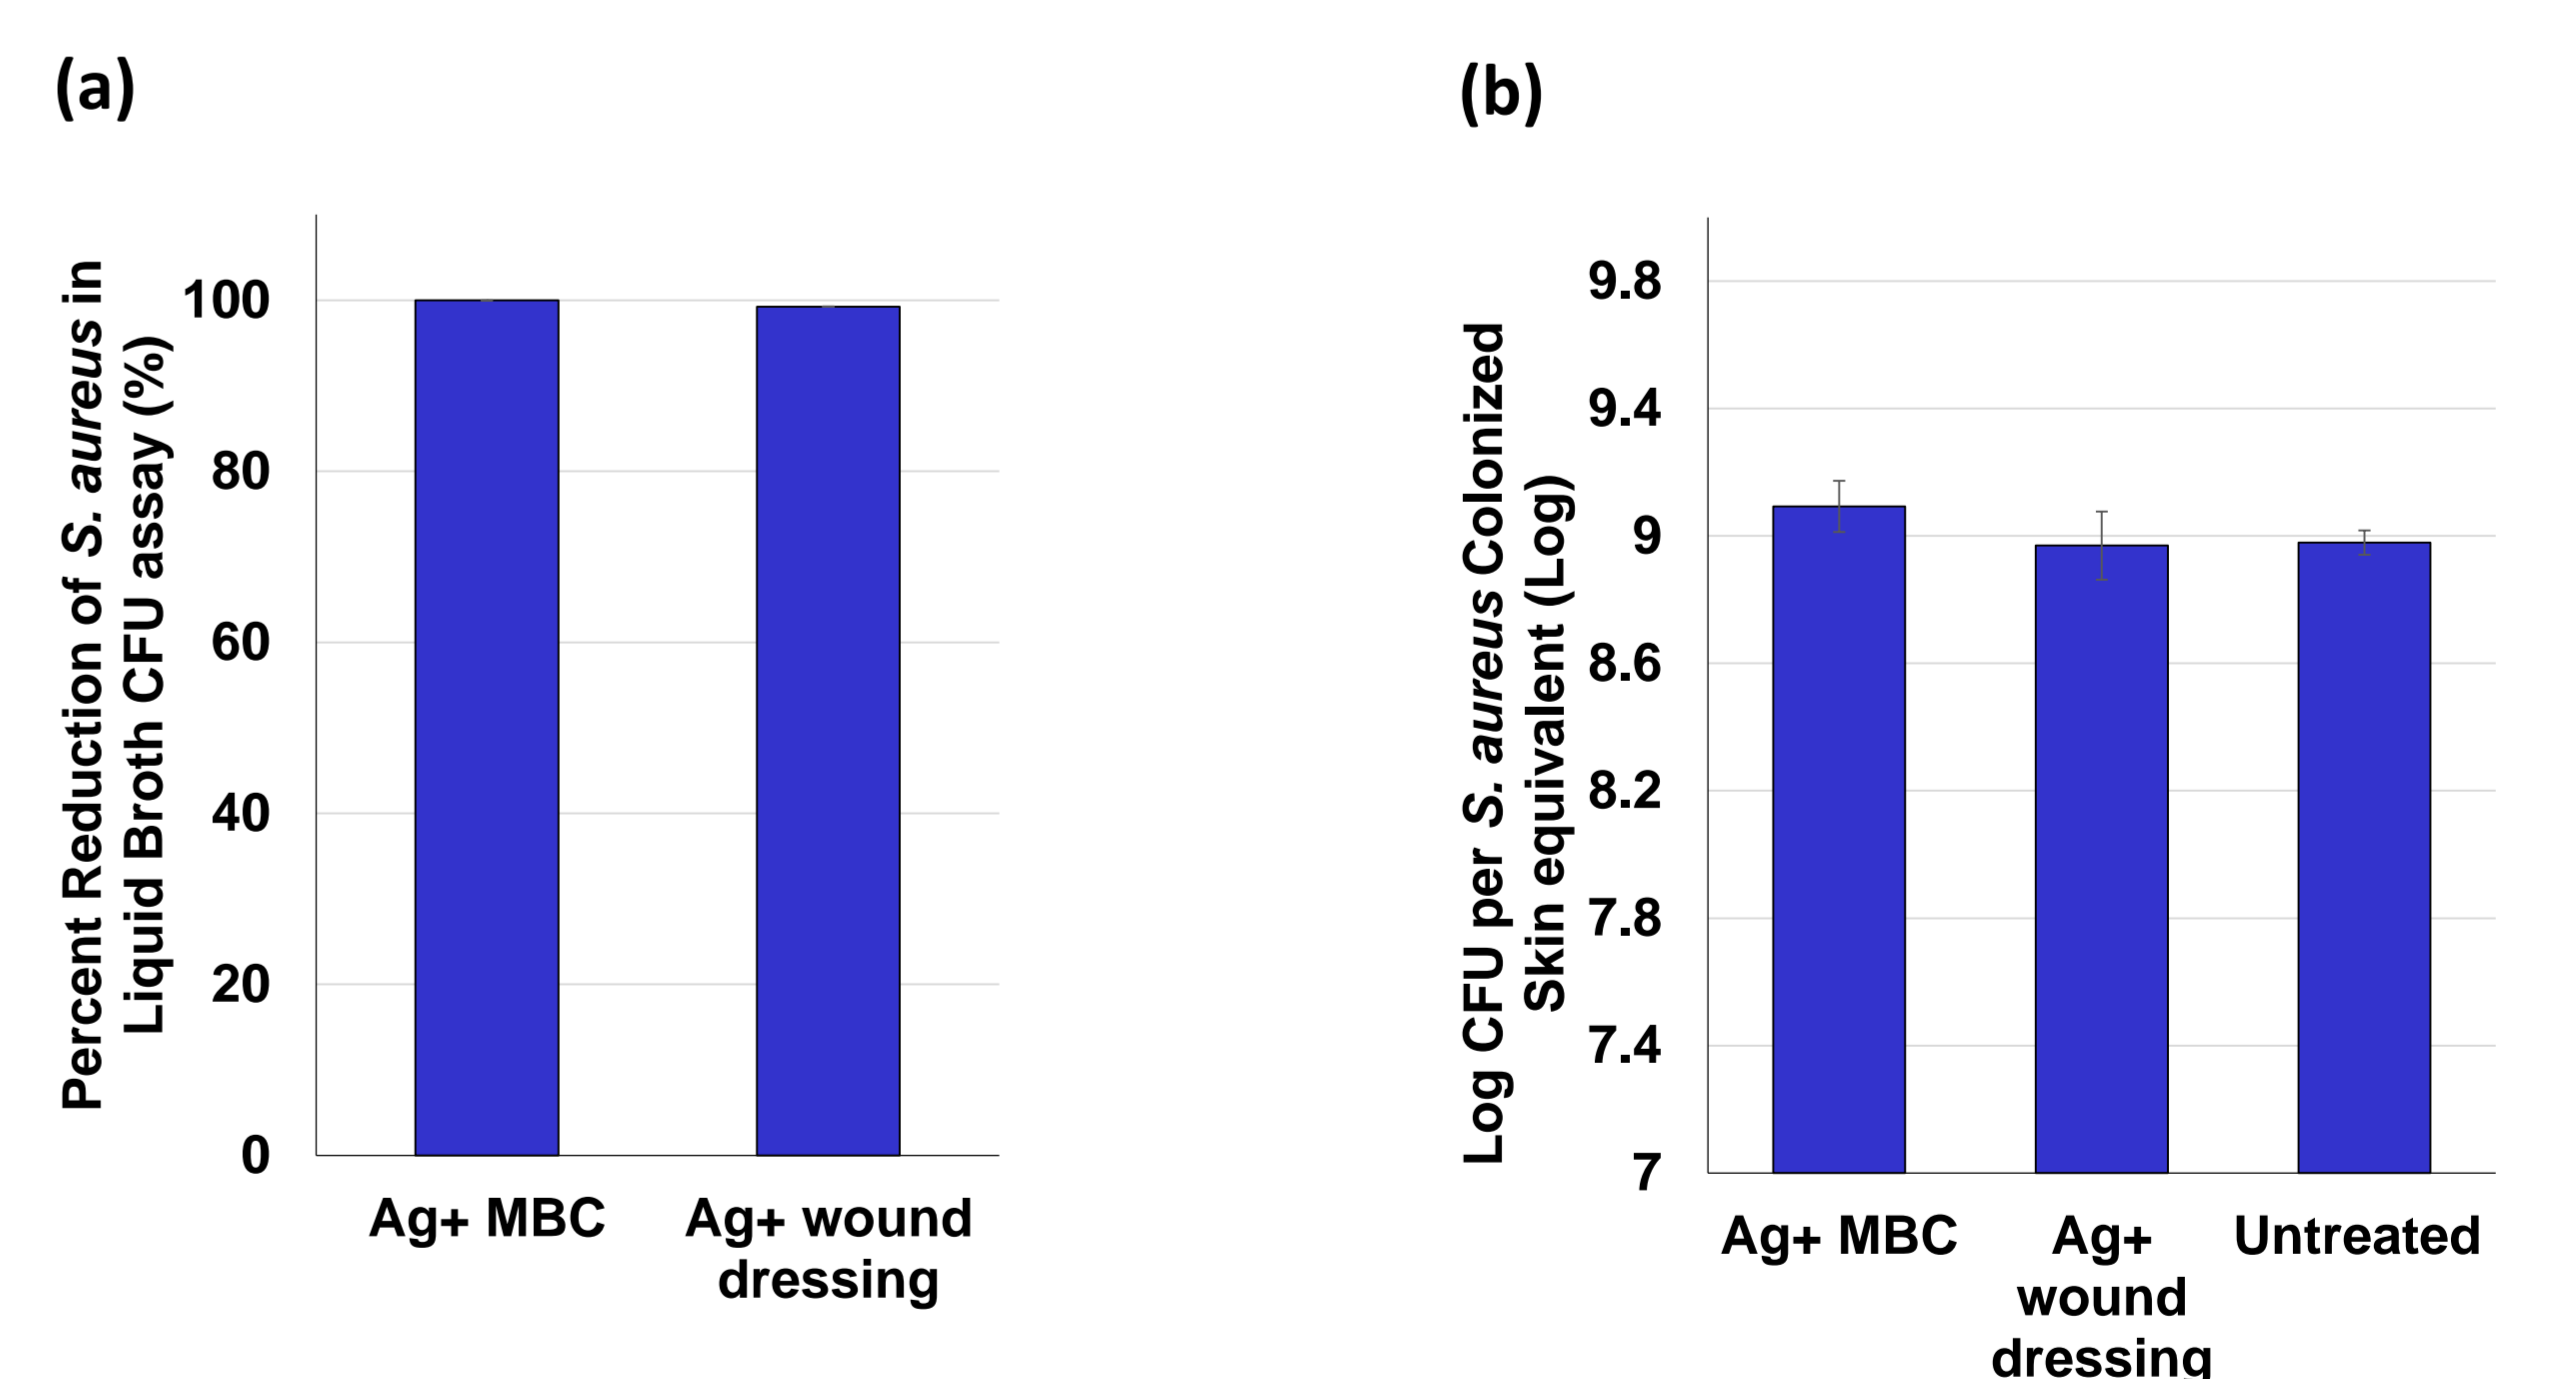 (a)
Percent Reduction of S. aureus in
Liquid Broth CFU assay (%)
100
80
60
40
20
0
Ag+ MBC
Ag+ wound
dressing
(b)
Log CFU per S. aureus Colonized
Skin equivalent (Log)
9.8
9.4
9
8.6
8.2
7.8
7.4
7
Ag+ MBC
Ag+
wound
dressing
Untreated